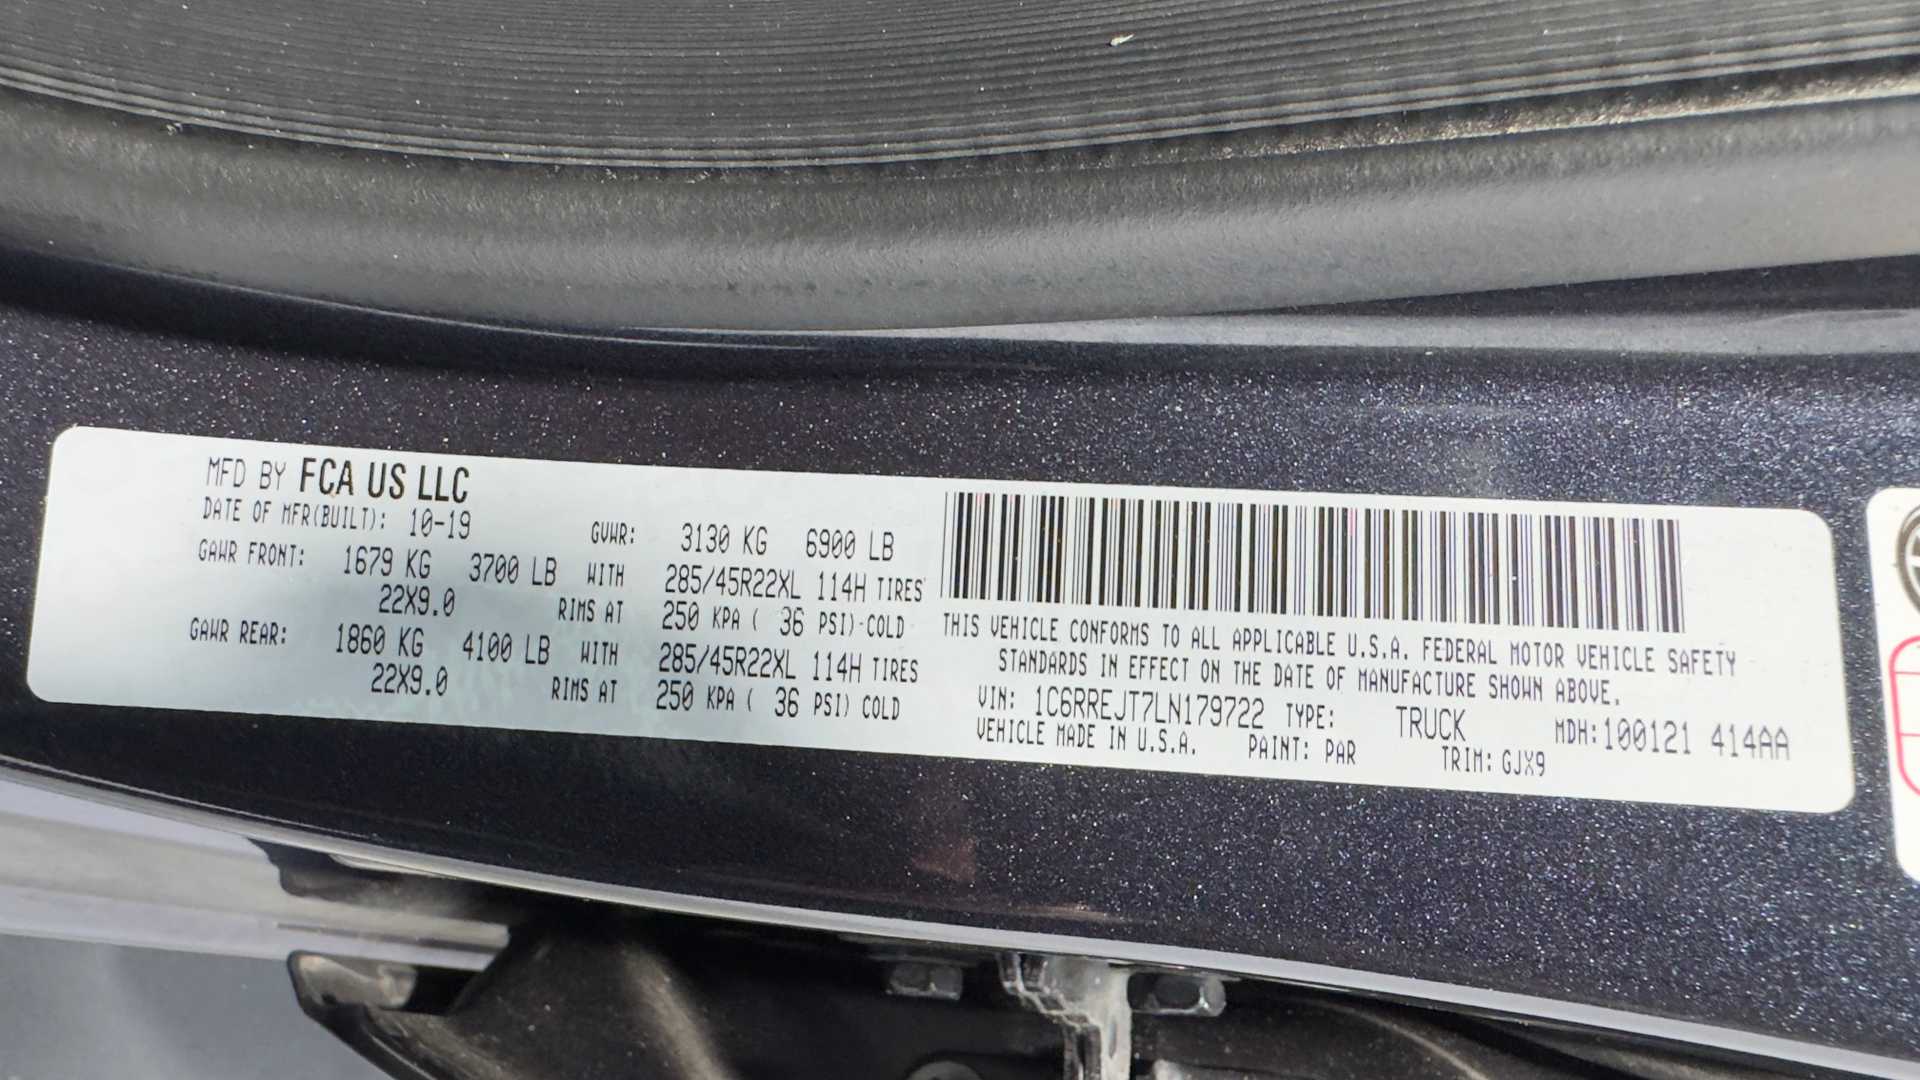 MFD BY FCA US LLC
DATE OF MFR(BUILT): 10-19 GVWR: 3130 KG 6900 LB
GAWR FRONT: 1679 KG 3700 LB WITH 285/45R22XL 114H TIRES
22X9.0 RIMS AT 250 KPA ( 36 PSI) COLD
GAWR REAR: 1860 KG 4100 LB WITH 285/45R22XL 114H TIRES
22X9.0 RIMS AT 250 KPA ( 36 PSI) COLD
THIS VEHICLE CONFORMS TO ALL APPLICABLE U.S.A. FEDERAL MOTOR VEHICLE SAFETY
STANDARDS IN EFFECT ON THE DATE OF MANUFACTURE SHOWN ABOVE.
VIN: 1C6RREJT7LN179722 TYPE: TRUCK MDH:100121 414AA
VEHICLE MADE IN U.S.A. PAINT: PAR TRIM: GJX9